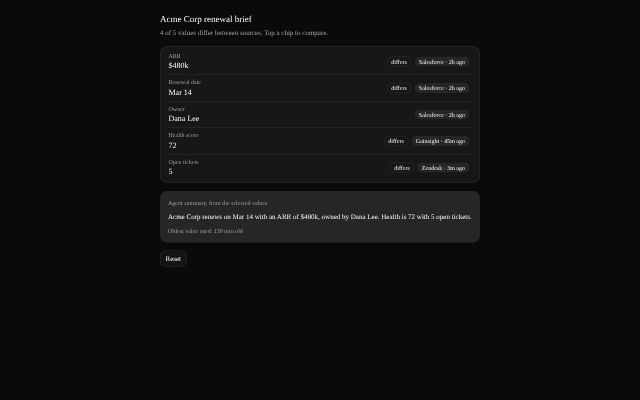 Acme Corp renewal brief
4 of 5 values differ between sources. Tap a chip to compare.
ARR
$480k
differs
Salesforce · 2h ago
Renewal date
Mar 14
differs
Salesforce · 2h ago
Owner
Dana Lee
Salesforce · 2h ago
Health score
72
differs
Gainsight · 45m ago
Open tickets
5
differs
Zendesk · 3m ago
Agent summary, from the selected values
Acme Corp renews on Mar 14 with an ARR of $480k, owned by Dana Lee. Health is 72 with 5 open tickets.
Oldest value used: 150 min old
Reset